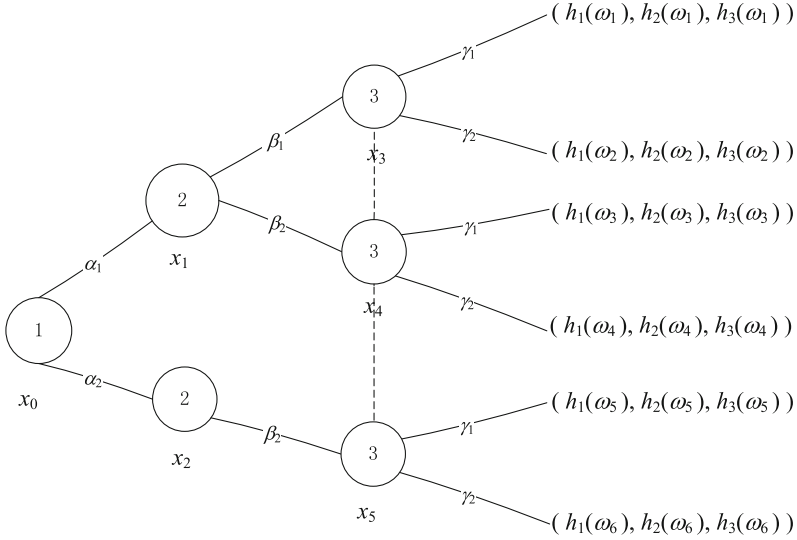 ( h₁(ω₁), h₂(ω₁), h₃(ω₁) )
γ₁
3
β₁
γ₂
x₃
( h₁(ω₂), h₂(ω₂), h₃(ω₂) )
2
( h₁(ω₃), h₂(ω₃), h₃(ω₃) )
β₂
γ₁
3
x₁
α₁
γ₂
x₄
1
( h₁(ω₄), h₂(ω₄), h₃(ω₄) )
α₂
x₀
2
( h₁(ω₅), h₂(ω₅), h₃(ω₅) )
γ₁
β₂
3
x₂
γ₂
x₅
( h₁(ω₆), h₂(ω₆), h₃(ω₆) )